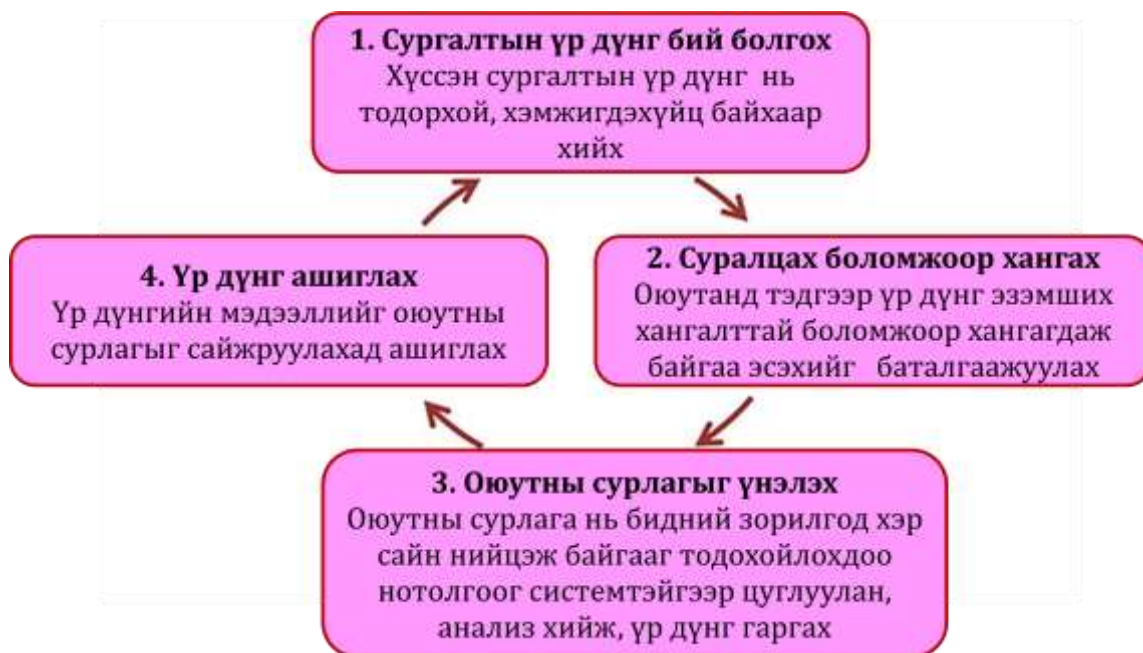 1. Сургалтын үр дүнг бий болгох
Хүссэн сургалтын үр дүнг нь
тодорхой, хэмжигдэхүйц байхаар
хийх
2. Суралцах боломжоор хангах
Оюутанд тэдгээр үр дүнг эзэмших
хангалттай боломжоор хангагдаж
байгаа эсэхийг баталгаажуулах
3. Оюутны сурлагыг үнэлэх
Оюутны сурлага нь бидний зорилгод хэр
сайн нийцэж байгааг тодохойлохдоо
нотолгоог системтэйгээр цуглуулан,
анализ хийж, үр дүнг гаргах
4. Үр дүнг ашиглах
Үр дүнгийн мэдээллийг оюутны
сурлагыг сайжруулахад ашиглах